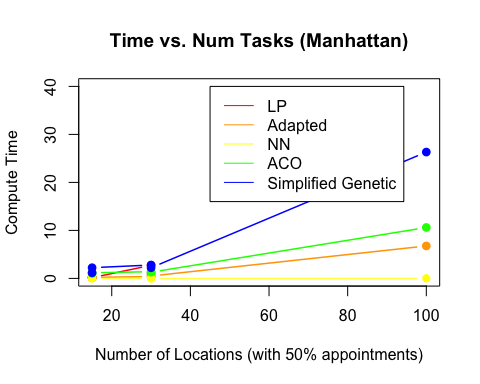 Time vs. Num Tasks (Manhattan)
Compute Time
40
30
20
10
0
LP
Adapted
NN
ACO
Simplified Genetic
20 40 60 80 100
Number of Locations (with 50% appointments)